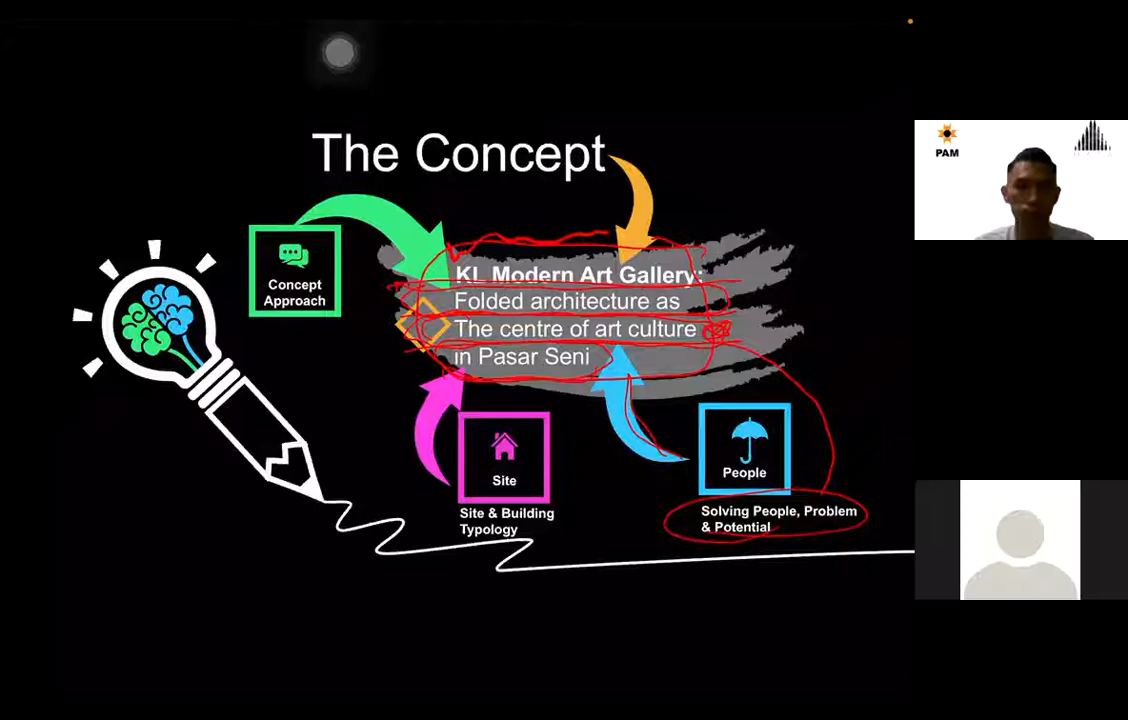 The Concept
PAM
Concept
Approach
KL Modern Art Gallery:
Folded architecture as
The centre of art culture
in Pasar Seni
Site
Site & Building
Typology
People
Solving People, Problem
& Potential